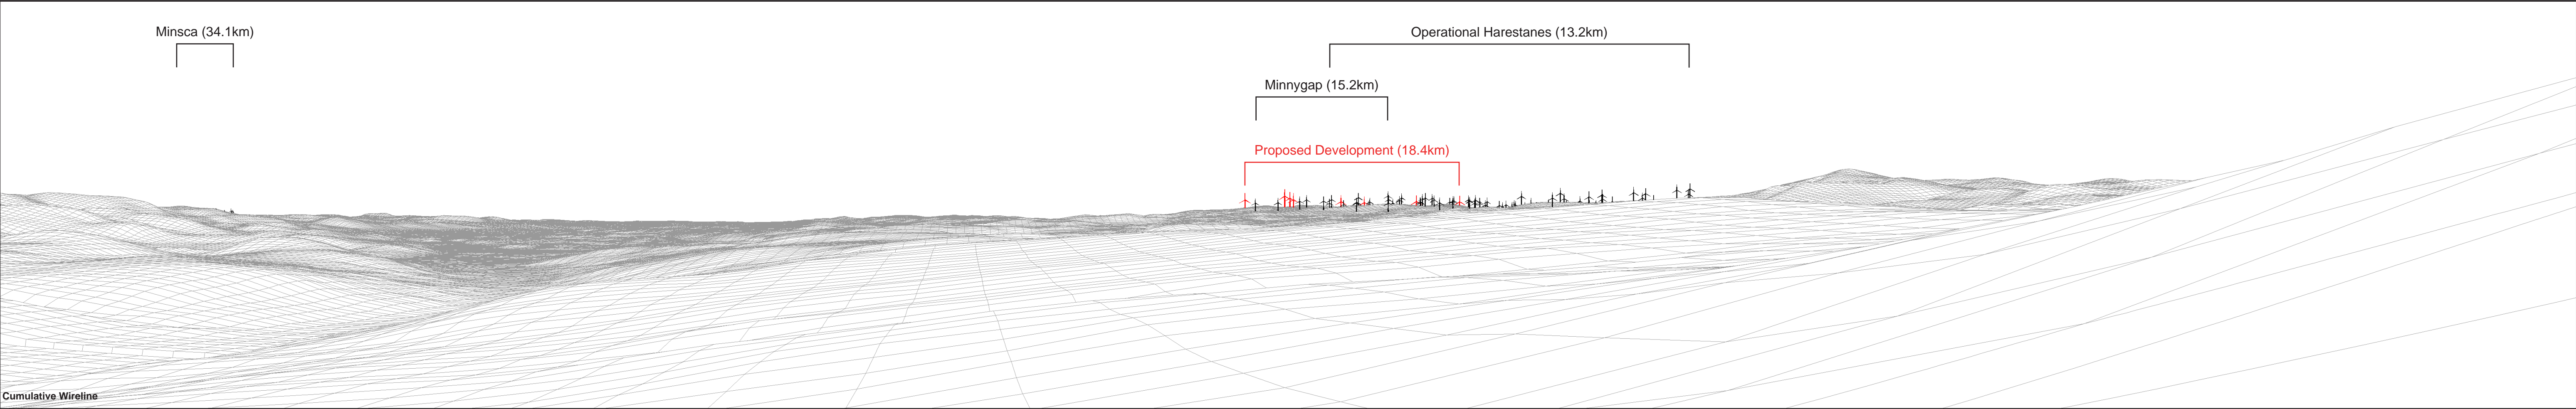 Minsca (34.1km)
Operational Harestanes (13.2km)
Minnygap (15.2km)
Proposed Development (18.4km)
Cumulative Wireline